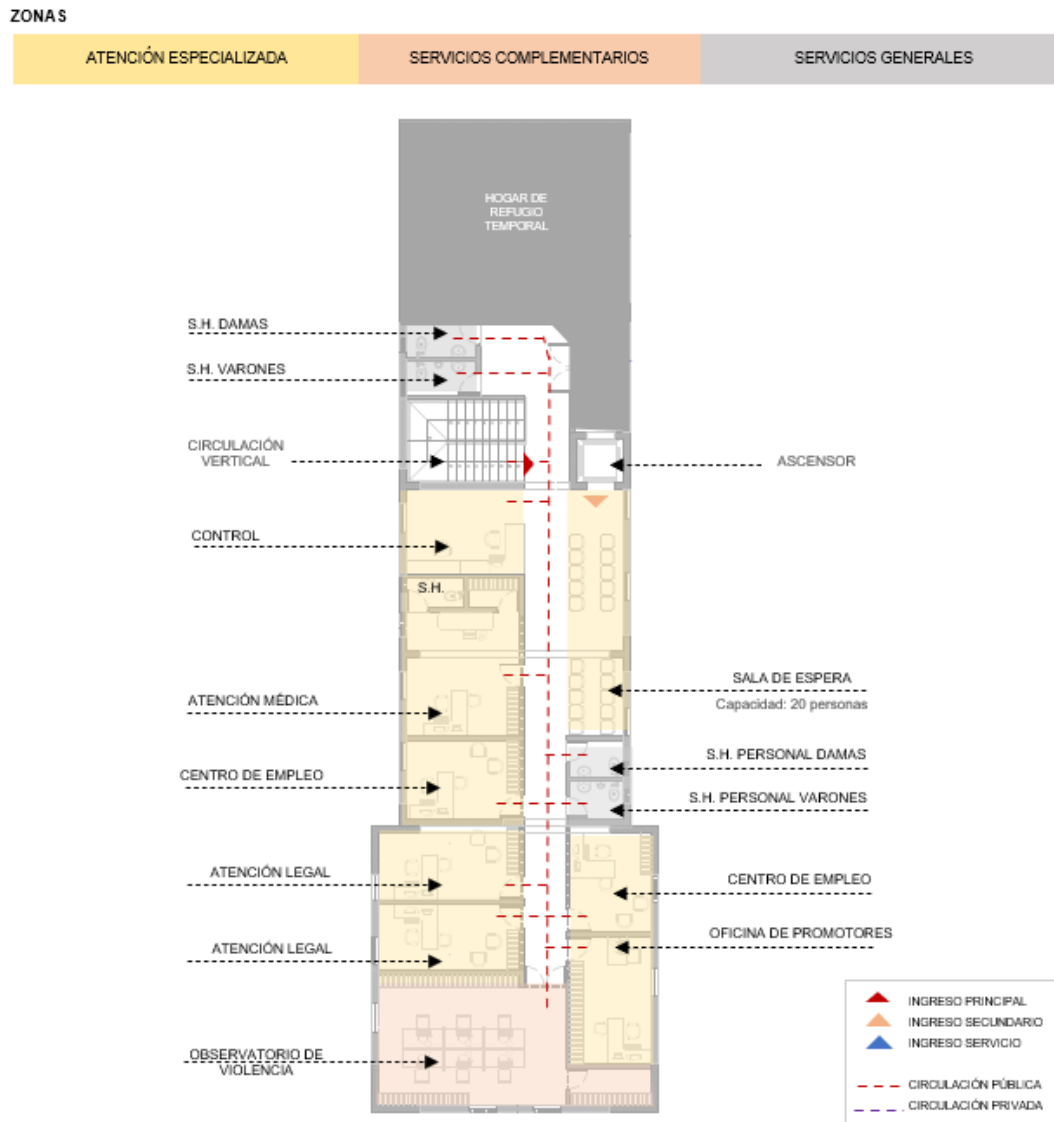 ZONAS
ATENCIÓN ESPECIALIZADA
SERVICIOS COMPLEMENTARIOS
SERVICIOS GENERALES
HOGAR DE
REFUGIO
TEMPORAL
S.H. DAMAS
S.H. VARONES
CIRCULACIÓN
VERTICAL
ASCENSOR
CONTROL
S.H.
SALA DE ESPERA
Capacidad: 20 personas
ATENCIÓN MÉDICA
S.H. PERSONAL DAMAS
CENTRO DE EMPLEO
S.H. PERSONAL VARONES
ATENCIÓN LEGAL
CENTRO DE EMPLEO
OFICINA DE PROMOTORES
ATENCIÓN LEGAL
OBSERVATORIO DE
VIOLENCIA
INGRESO PRINCIPAL
INGRESO SECUNDARIO
INGRESO SERVICIO
CIRCULACIÓN PÚBLICA
CIRCULACIÓN PRIVADA